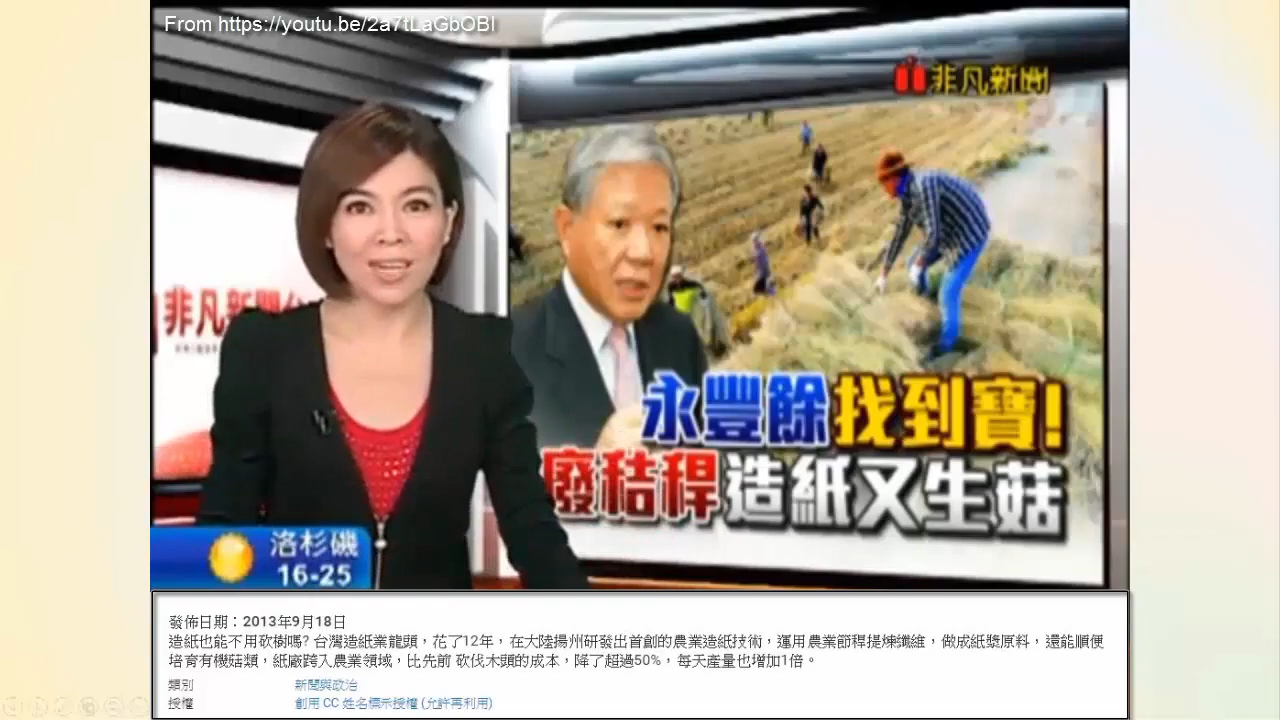 From https://youtu.be/2a7tLaGbOBI
非凡新聞
非凡新聞台
永豐餘找到寶!
廢秸稈造紙又生菇
洛杉磯
16-25
發佈日期：2013年9月18日
造紙也能不用砍樹嗎? 台灣造紙業龍頭，花了12年，在大陸揚州研發出首創的農業造紙技術，運用農業節稈提煉纖維，做成紙漿原料，還能順便
培育有機菇類，紙廠跨入農業領域，比先前 砍伐木頭的成本，降了超過50%，每天產量也增加1倍。
類別 新聞與政治
授權 創用 CC 姓名標示授權 (允許再利用)